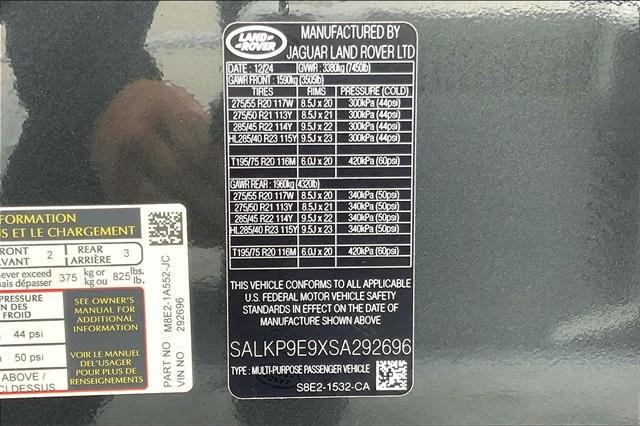 LAND
ROVER
MANUFACTURED BY
JAGUAR LAND ROVER LTD
DATE : 12/24 GVWR : 3380kg (7450lb)
GAWR FRONT : 1590kg (3505lb)
TIRES RIMS PRESSURE (COLD)
275/55 R20 117W 8.5J x 20 300kPa (44psi)
275/50 R21 113Y 8.5J x 21 300kPa (44psi)
285/45 R22 114Y 9.5J x 22 300kPa (44psi)
HL285/40 R23 115Y 9.5J x 23 300kPa (44psi)
T195/75 R20 116M 6.0J x 20 420kPa (60psi)
GAWR REAR : 1960kg (4320lb)
275/55 R20 117W 8.5J x 20 340kPa (50psi)
275/50 R21 113Y 8.5J x 21 340kPa (50psi)
285/45 R22 114Y 9.5J x 22 340kPa (50psi)
HL285/40 R23 115Y 9.5J x 23 340kPa (50psi)
T195/75 R20 116M 6.0J x 20 420kPa (60psi)
THIS VEHICLE CONFORMS TO ALL APPLICABLE
U.S. FEDERAL MOTOR VEHICLE SAFETY
STANDARDS IN EFFECT ON THE DATE OF
MANUFACTURE SHOWN ABOVE
SALKP9E9XSA292696
TYPE : MULTI-PURPOSE PASSENGER VEHICLE
S8E2-1532-CA
FORMATION
US ET LE CHARGEMENT
FRONT 2 REAR 3
AVANT ARRIÈRE
never exceed 375 kg or 825 lbs.
mais dépasser kg ou lb.
PRESSURE
ON DES
FROID
44 psi
50 psi
ABOVE /
CI-DESSUS
SEE OWNER'S
MANUAL FOR
ADDITIONAL
INFORMATION
VOIR LE MANUEL
DEL'USAGER
POUR PLUS DE
RENSEIGNEMENTS
PART NO. M8E2-1A552-JC
VIN NO. 292696